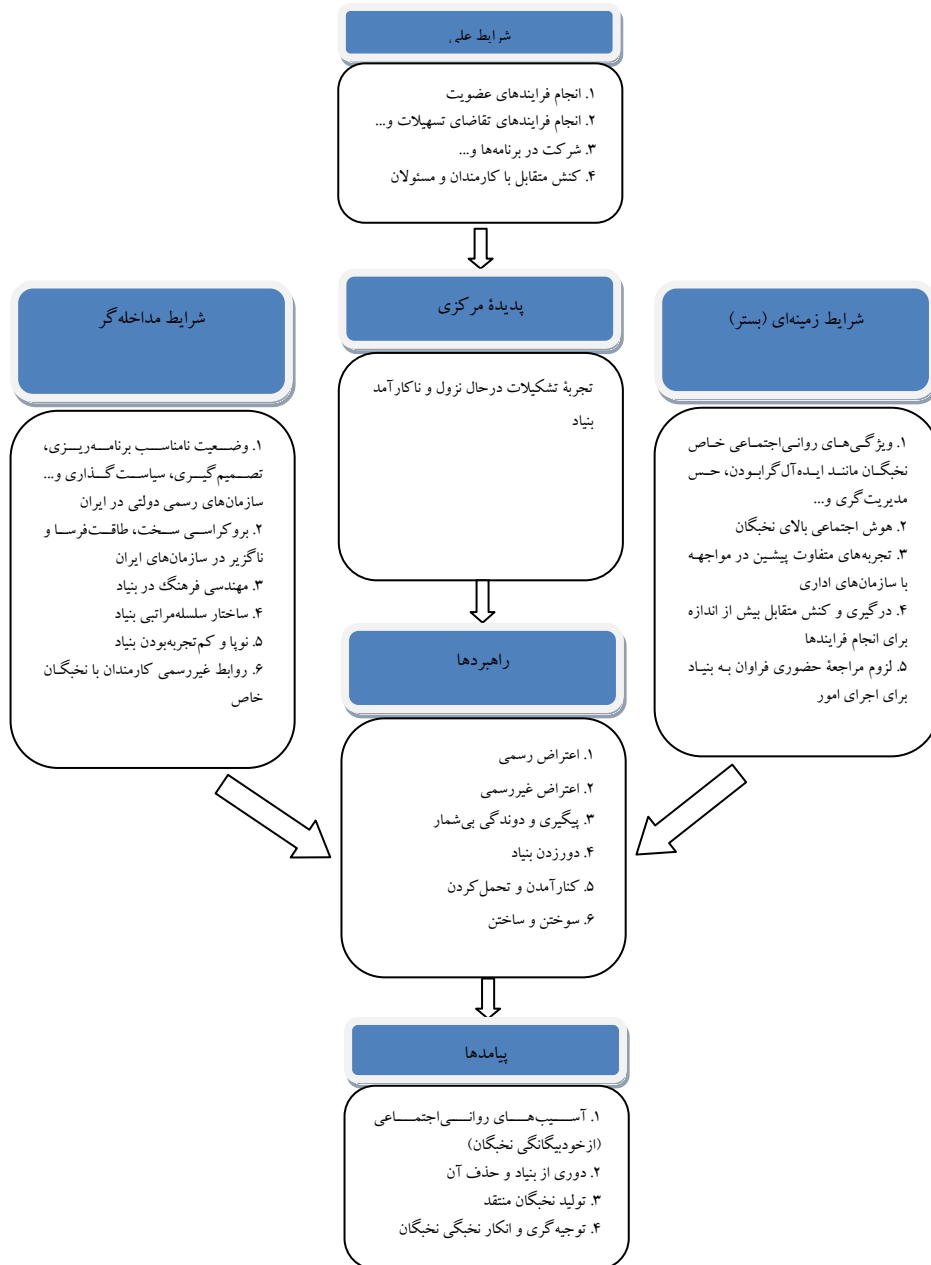 شرایط علی
۱. انجام فرایندهای عضویت
۲. انجام فرایندهای تقاضای تسهیلات و...
۳. شرکت در برنامه‌ها و...
۴. کنش متقابل با کارمندان و مسئولان
پدیدۀ مرکزی
تجربۀ تشکیلات درحال نزول و ناکارآمد
بنیاد
شرایط زمینه‌ای (بستر)
۱. ویژگی‌های روانی‌اجتماعی خاص
نخبگان مانند ایده‌آل‌گرابودن، حس
مدیریت‌گری و...
۲. هوش اجتماعی بالای نخبگان
۳. تجربه‌های متفاوت پیشین در مواجهه
با سازمان‌های اداری
۴. درگیری و کنش متقابل بیش از اندازه
برای انجام فرایندها
۵. لزوم مراجعۀ حضوری فراوان به بنیاد
برای اجرای امور
شرایط مداخله‌گر
۱. وضعیت نامناسب برنامه‌ریزی،
تصمیم‌گیری، سیاست‌گذاری و...
سازمان‌های رسمی دولتی در ایران
۲. بروکراسی سخت، طاقت‌فرسا و
ناگزیر در سازمان‌های ایران
۳. مهندسی فرهنگ در بنیاد
۴. ساختار سلسله‌مراتبی بنیاد
۵. نوپا و کم‌تجربه‌بودن بنیاد
۶. روابط غیررسمی کارمندان با نخبگان
خاص
راهبردها
۱. اعتراض رسمی
۲. اعتراض غیررسمی
۳. پیگیری و دوندگی بی‌شمار
۴. دورزدن بنیاد
۵. کنارآمدن و تحمل‌کردن
۶. سوختن و ساختن
پیامدها
۱. آسیب‌های روانی‌اجتماعی
(ازخودبیگانگی نخبگان)
۲. دوری از بنیاد و حذف آن
۳. تولید نخبگان منتقد
۴. توجیه‌گری و انکار نخبگی نخبگان